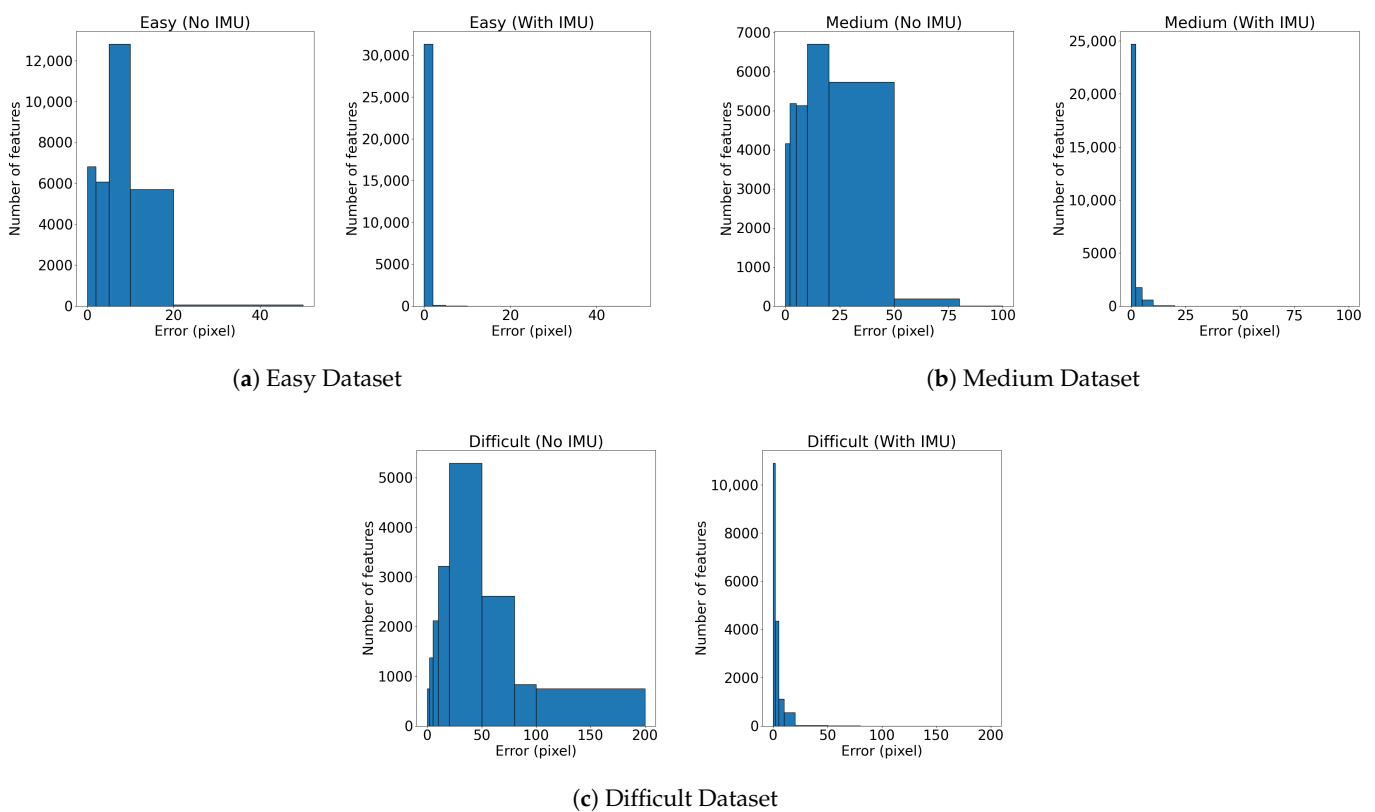 Easy (No IMU)
12,000
10,000
8000
6000
4000
2000
0
Number of features
0 20 40
Error (pixel)
Easy (With IMU)
30,000
25,000
20,000
15,000
10,000
5000
0
Number of features
0 20 40
Error (pixel)
(a) Easy Dataset
Medium (No IMU)
7000
6000
5000
4000
3000
2000
1000
0
Number of features
0 25 50 75 100
Error (pixel)
Medium (With IMU)
25,000
20,000
15,000
10,000
5000
0
Number of features
0 25 50 75 100
Error (pixel)
(b) Medium Dataset
Difficult (No IMU)
5000
4000
3000
2000
1000
0
Number of features
0 50 100 150 200
Error (pixel)
Difficult (With IMU)
10,000
8000
6000
4000
2000
0
Number of features
0 50 100 150 200
Error (pixel)
(c) Difficult Dataset